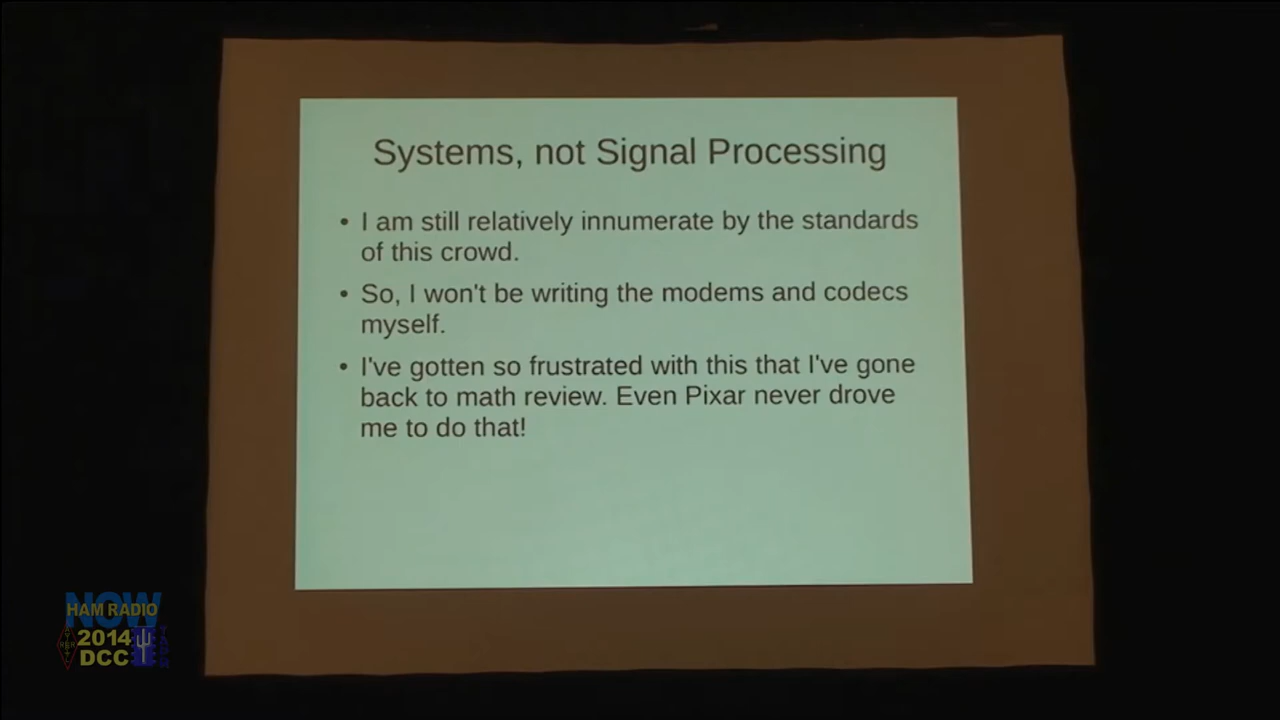 Systems, not Signal Processing
• I am still relatively innumerate by the standards
of this crowd.
• So, I won't be writing the modems and codecs
myself.
• I've gotten so frustrated with this that I've gone
back to math review. Even Pixar never drove
me to do that!
NOW
HAM RADIO
2014
DCC